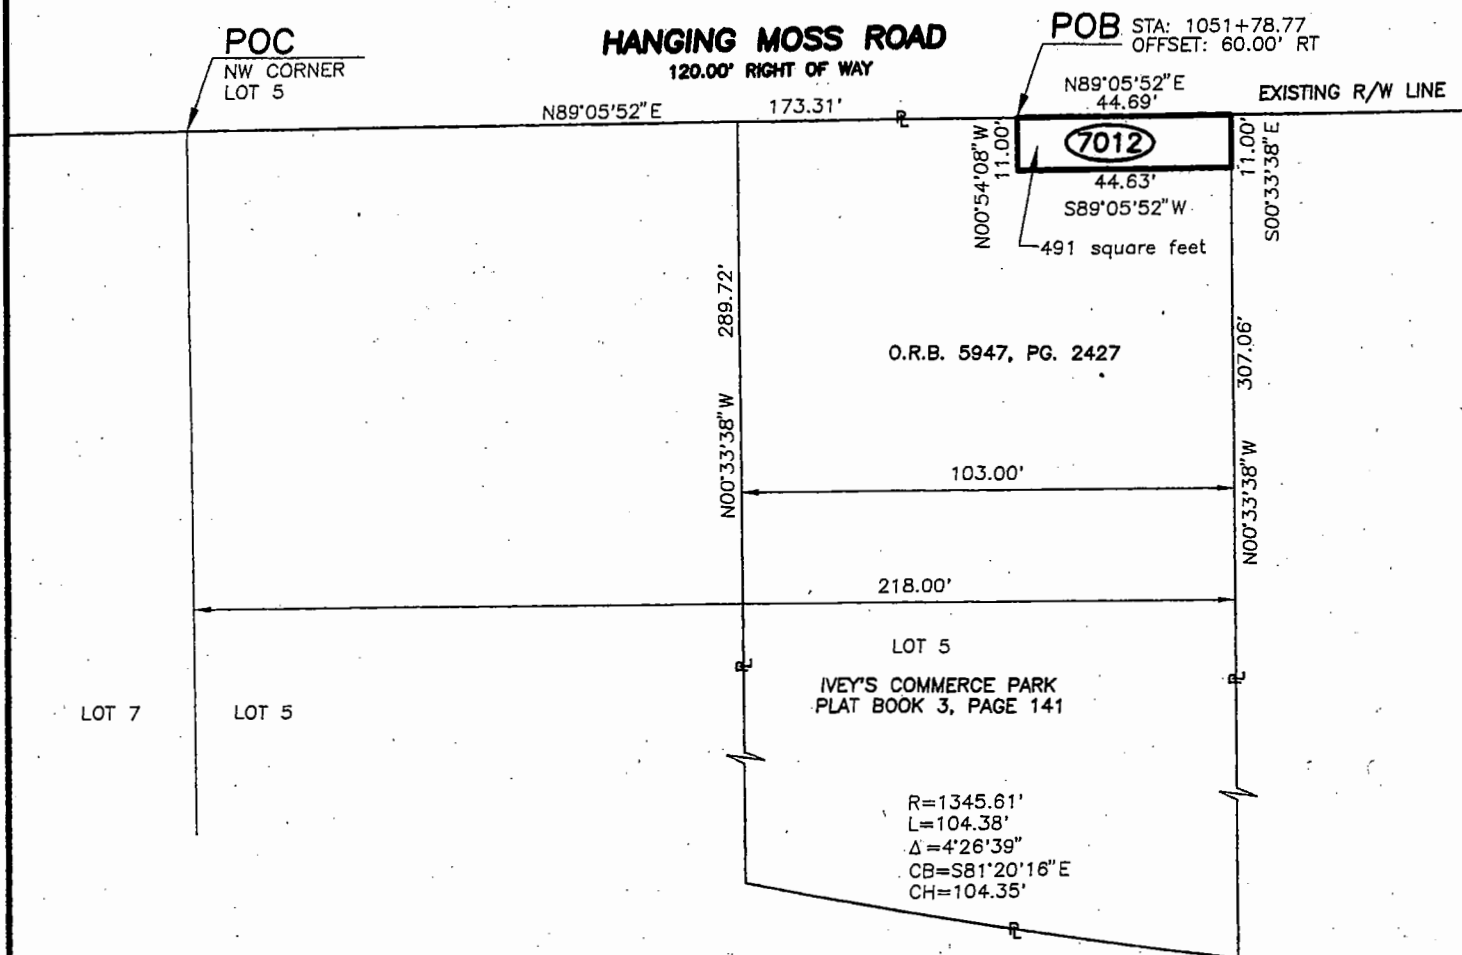 POC
NW CORNER
LOT 5
HANGING MOSS ROAD
120.00' RIGHT OF WAY
POB STA: 1051+78.77
OFFSET: 60.00' RT
N89°05'52"E 173.31'
N89°05'52"E
44.69'
EXISTING R/W LINE
N00°54'08"W
11.00'
7012
11.00'
S00°33'38"E
44.63'
S89°05'52"W
491 square feet
289.72'
N00°33'38"W
O.R.B. 5947, PG. 2427
307.06'
N00°33'38"W
103.00'
218.00'
LOT 5
IVEY'S COMMERCE PARK
PLAT BOOK 3, PAGE 141
LOT 7
LOT 5
R=1345.61'
L=104.38'
Δ=4°26'39"
CB=S81°20'16"E
CH=104.35'